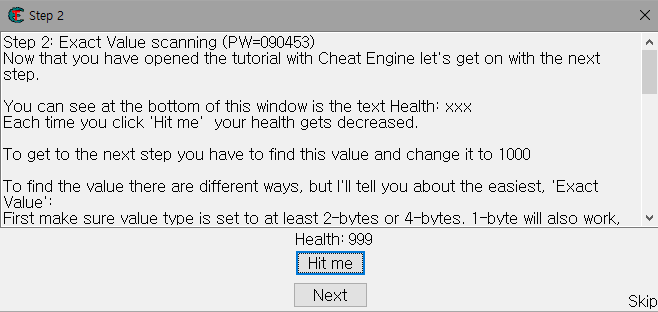 Step 2
Step 2: Exact Value scanning (PW=090453)
Now that you have opened the tutorial with Cheat Engine let's get on with the next
step.
You can see at the bottom of this window is the text Health: xxx
Each time you click 'Hit me'  your health gets decreased.
To get to the next step you have to find this value and change it to 1000
To find the value there are different ways, but I'll tell you about the easiest, 'Exact
Value':
First make sure value type is set to at least 2-bytes or 4-bytes. 1-byte will also work,
Health: 999
Hit me
Next
Skip